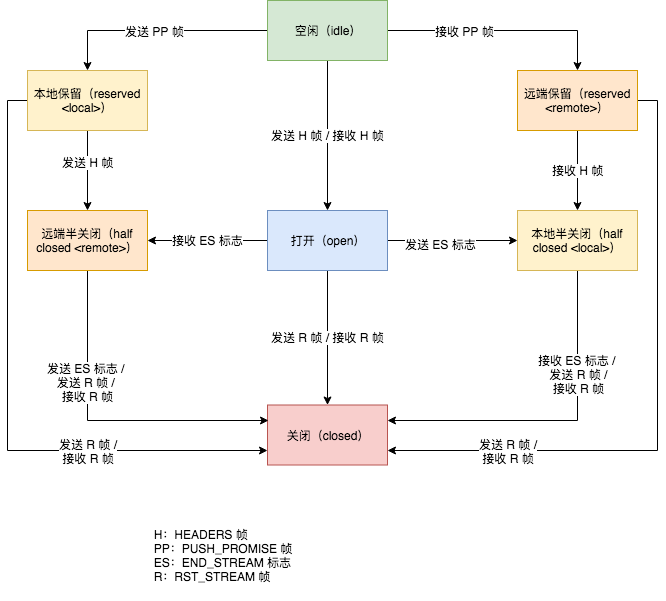 空闲（idle）
发送 PP 帧
接收 PP 帧
本地保留（reserved
<local>）
远端保留（reserved
<remote>）
发送 H 帧 / 接收 H 帧
发送 H 帧
接收 H 帧
远端半关闭（half
closed <remote>）
接收 ES 标志
打开（open）
发送 ES 标志
本地半关闭（half
closed <local>）
发送 R 帧 / 接收 R 帧
发送 ES 标志 /
发送 R 帧 /
接收 R 帧
接收 ES 标志 /
发送 R 帧 /
接收 R 帧
关闭（closed）
发送 R 帧 /
接收 R 帧
发送 R 帧 /
接收 R 帧
H：HEADERS 帧
PP：PUSH_PROMISE 帧
ES：END_STREAM 标志
R：RST_STREAM 帧